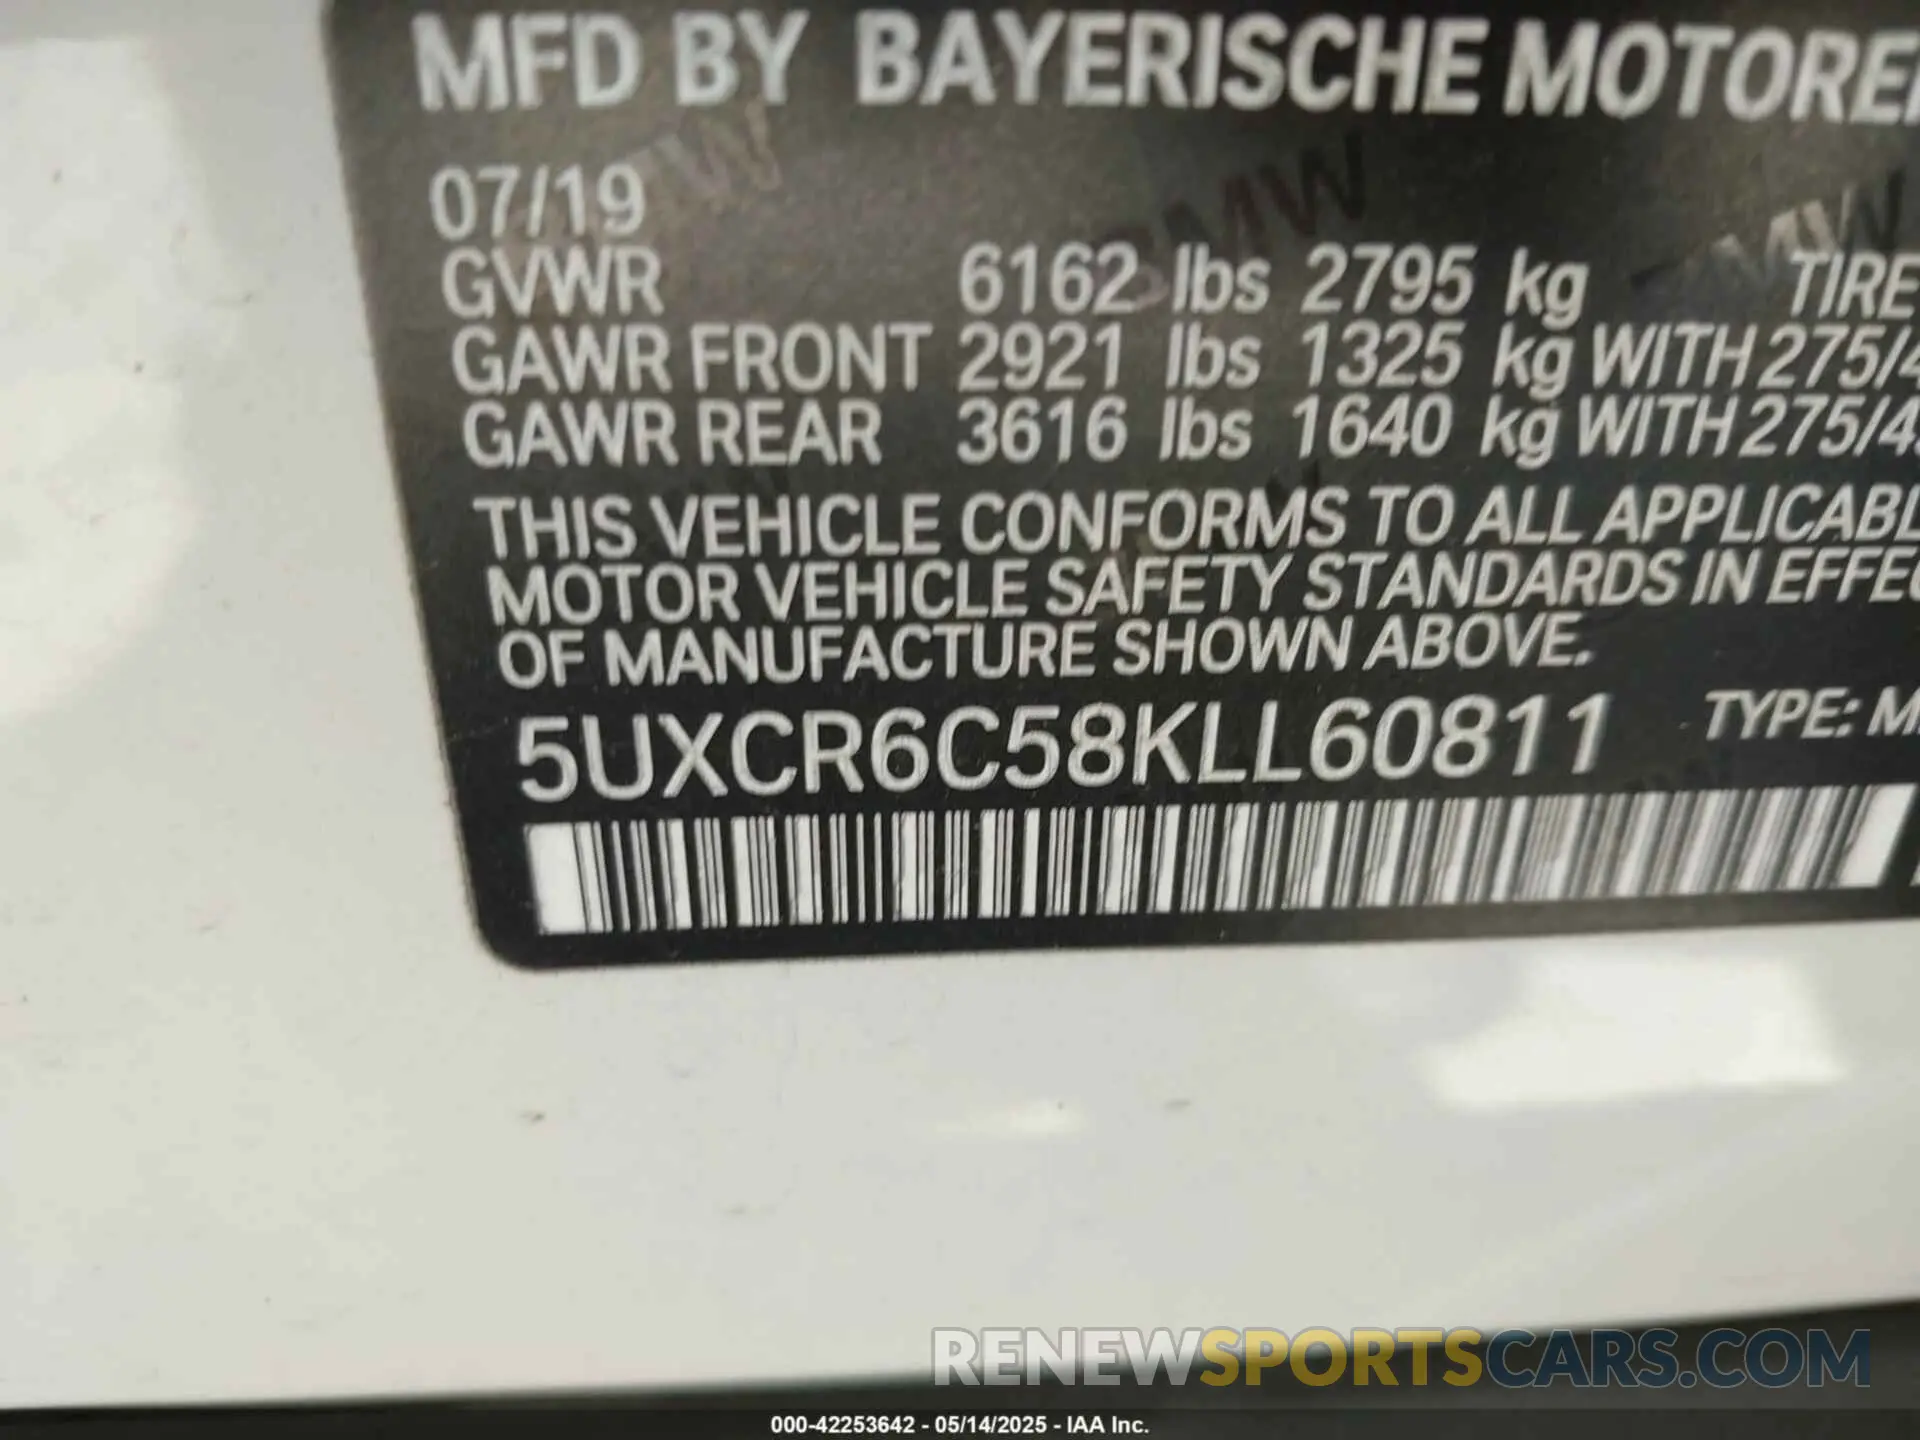 MFD BY BAYERISCHE MOTORE
07/19
GVWR 6162 lbs 2795 kg TIRE
GAWR FRONT 2921 lbs 1325 kg WITH 275/4
GAWR REAR 3616 lbs 1640 kg WITH 275/4
THIS VEHICLE CONFORMS TO ALL APPLICABL
MOTOR VEHICLE SAFETY STANDARDS IN EFFEC
OF MANUFACTURE SHOWN ABOVE.
5UXCR6C58KLL60811 TYPE: M
RENEWSPORTSCARS.COM
000-42253642 - 05/14/2025 - IAA Inc.